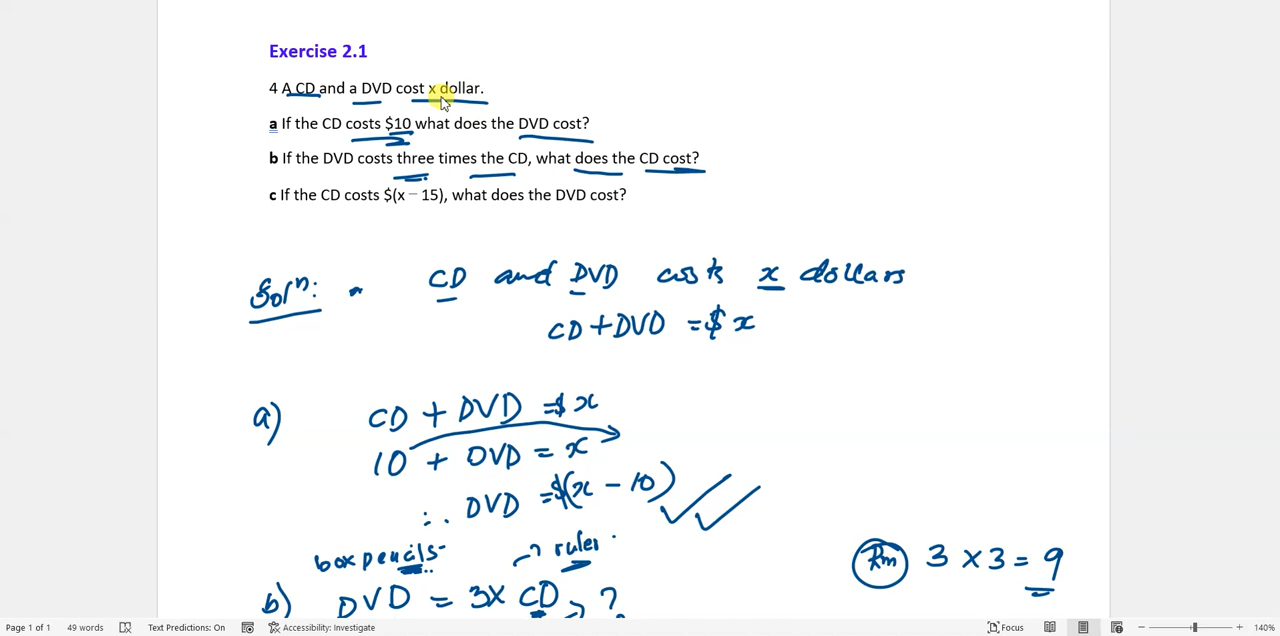 Exercise 2.1
4 A CD and a DVD cost x dollar.
a If the CD costs $10 what does the DVD cost?
b If the DVD costs three times the CD, what does the CD cost?
c If the CD costs $(x − 15), what does the DVD cost?
Solⁿ: CD and DVD costs x dollars
CD + DVD = $ x
a) CD + DVD = $ x
10 + DVD = x
∴ DVD = $(x − 10)
box pencils ruler
Rm 3 × 3 = 9
b) DVD = 3 × CD ?
Page 1 of 1 49 words Text Predictions: On Accessibility: Investigate Focus 140%